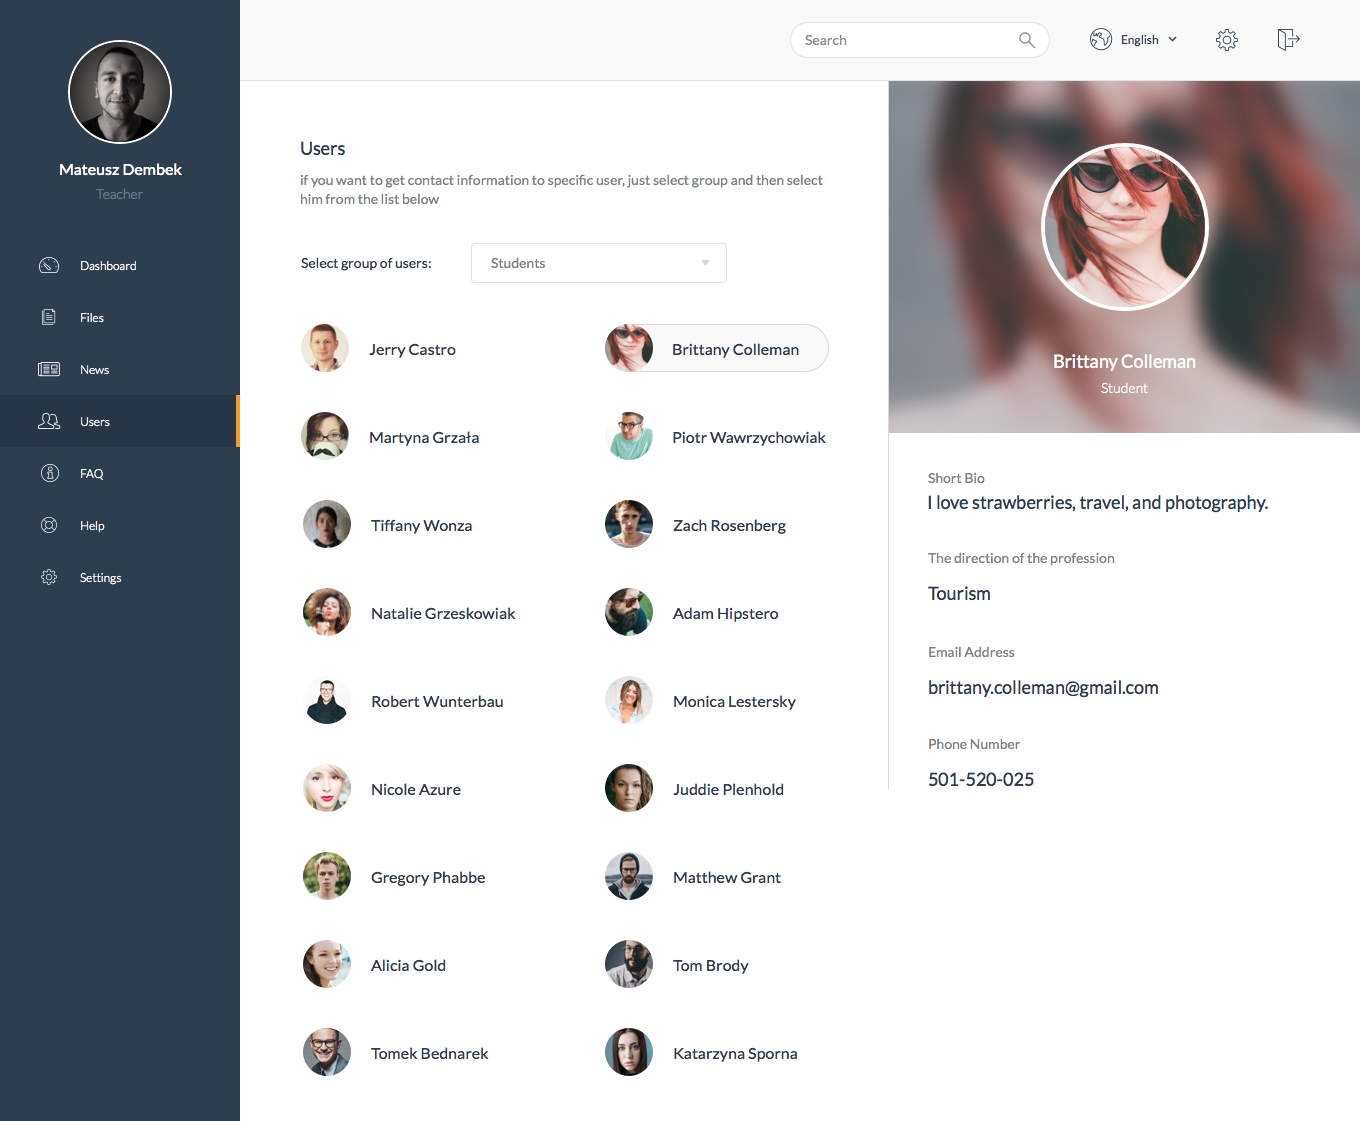 Search
English
Mateusz Dembek
Teacher
Dashboard
Files
News
Users
FAQ
Help
Settings
Users
if you want to get contact information to specific user, just select group and then select
him from the list below
Select group of users:
Students
Jerry Castro
Brittany Colleman
Martyna Grzała
Piotr Wawrzychowiak
Tiffany Wonza
Zach Rosenberg
Natalie Grzeskowiak
Adam Hipstero
Robert Wunterbau
Monica Lestersky
Nicole Azure
Juddie Plenhold
Gregory Phabbe
Matthew Grant
Alicia Gold
Tom Brody
Tomek Bednarek
Katarzyna Sporna
Brittany Colleman
Student
Short Bio
I love strawberries, travel, and photography.
The direction of the profession
Tourism
Email Address
brittany.colleman@gmail.com
Phone Number
501-520-025